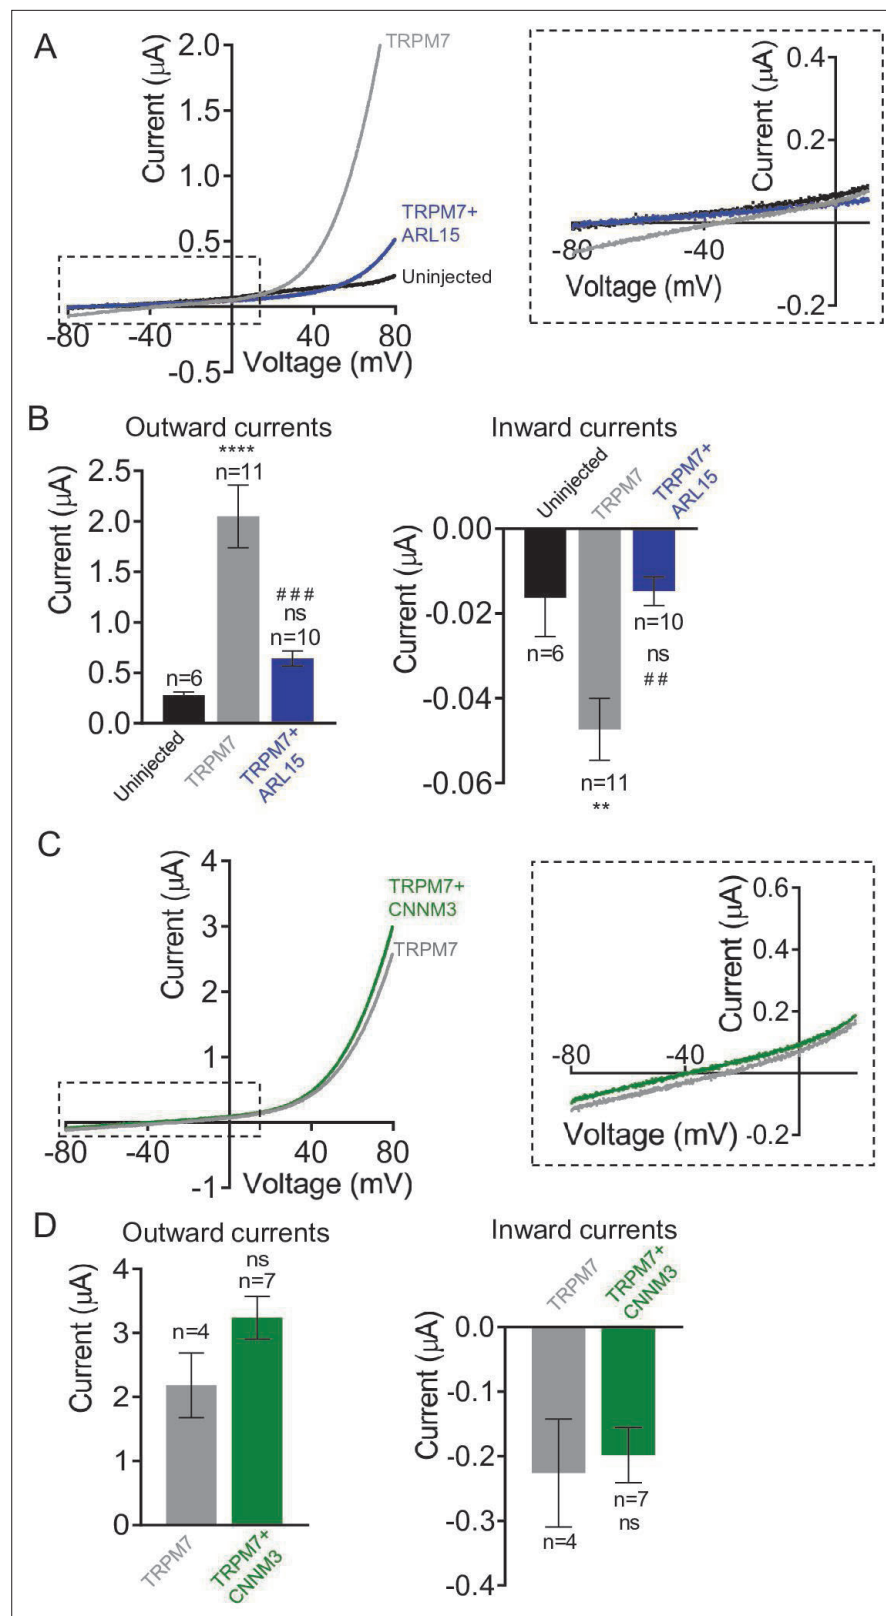 A
Current (μA)
2.0
1.5
1.0
0.5
-0.5
TRPM7
TRPM7+
ARL15
Uninjected
-80
-40
0
40
80
Voltage (mV)
Current (μA)
0.4
0.2
-0.2
-80
-40
Voltage (mV)
B
Outward currents
Current (μA)
2.5
2.0
1.5
1.0
0.5
0.0
n=6
****
n=11
###
ns
n=10
Uninjected
TRPM7
TRPM7+
ARL15
Inward currents
Uninjected
TRPM7
TRPM7+
ARL15
Current (μA)
0.00
-0.02
-0.04
-0.06
n=6
n=11
**
n=10
ns
##
C
Current (μA)
4
3
2
1
-1
TRPM7+
CNNM3
TRPM7
-80
-40
0
40
80
Voltage (mV)
Current (μA)
0.6
0.4
0.2
-0.2
-80
-40
Voltage (mV)
D
Outward currents
Current (μA)
4
3
2
1
0
n=4
ns
n=7
TRPM7
TRPM7+
CNNM3
Inward currents
TRPM7
TRPM7+
CNNM3
Current (μA)
0.0
-0.1
-0.2
-0.3
-0.4
n=4
n=7
ns